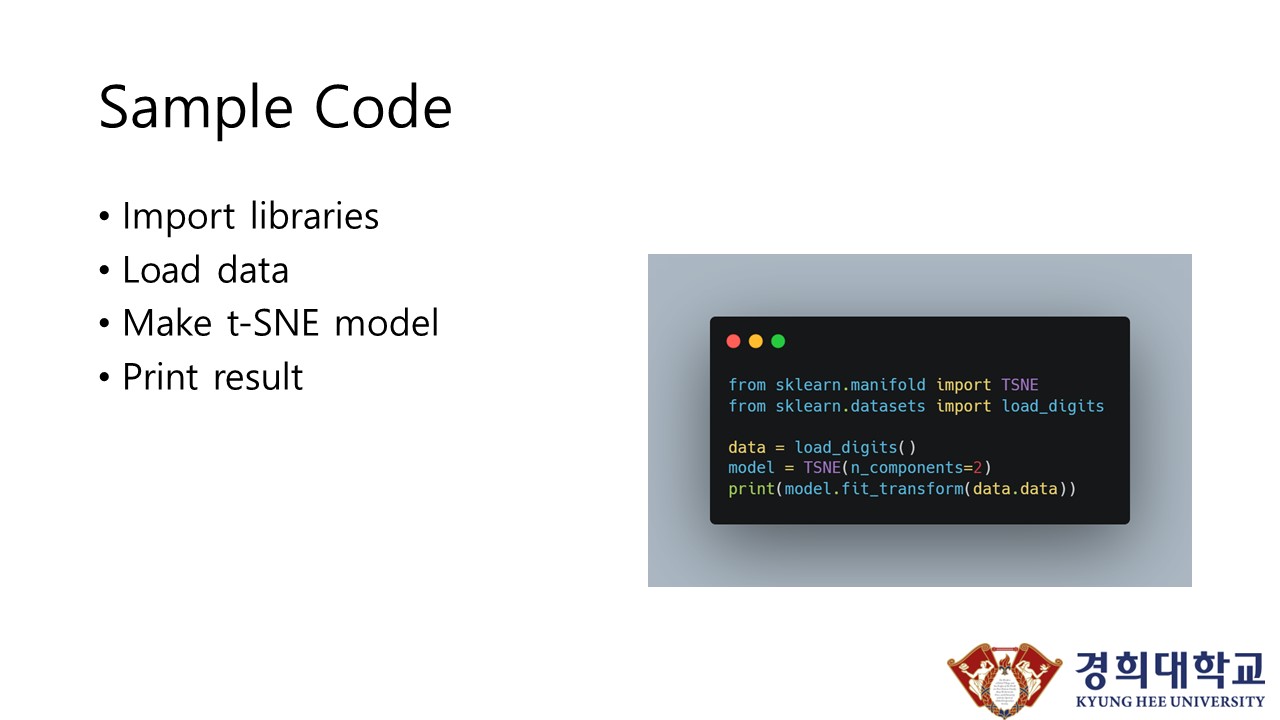 Sample Code
• Import libraries
• Load data
• Make t-SNE model
• Print result
from sklearn.manifold import TSNE
from sklearn.datasets import load_digits
data = load_digits()
model = TSNE(n_components=2)
print(model.fit_transform(data.data))
경희대학교
KYUNG HEE UNIVERSITY